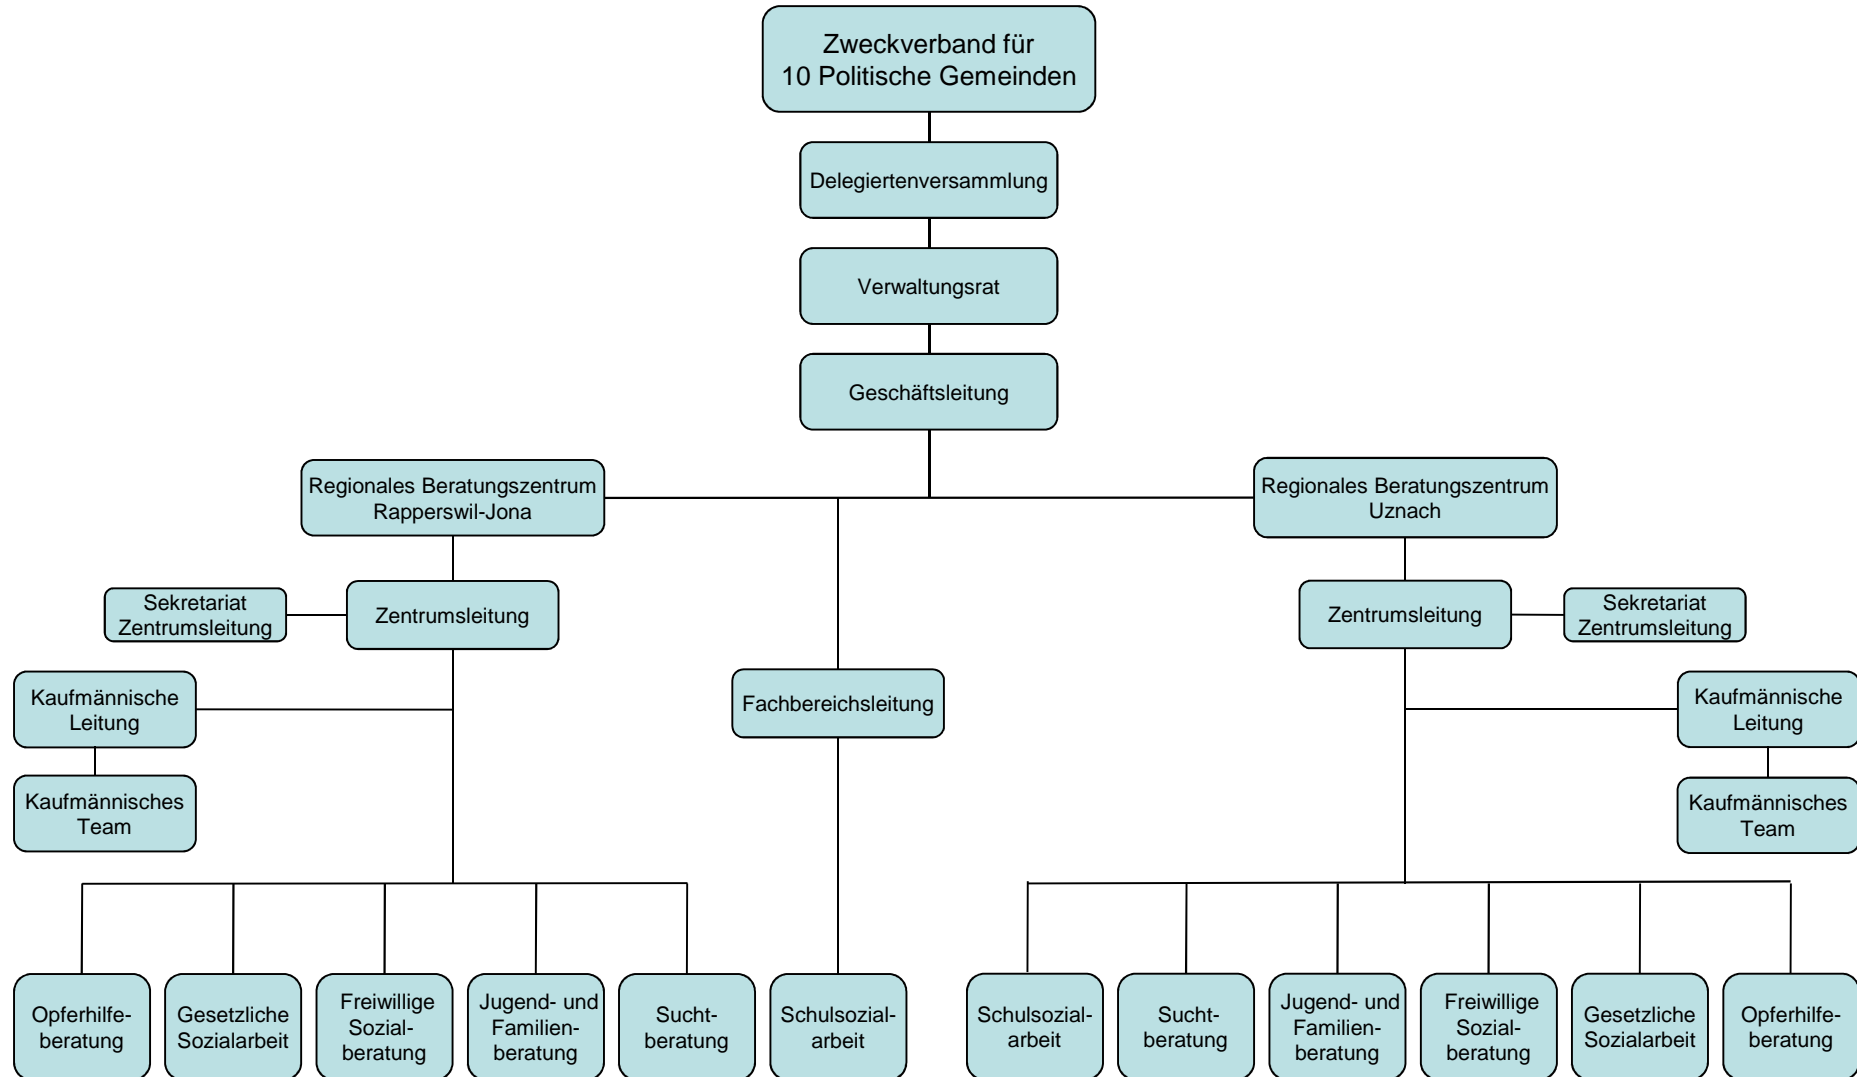 Zweckverband für
10 Politische Gemeinden
Delegiertenversammlung
Verwaltungsrat
Geschäftsleitung
Regionales Beratungszentrum
Rapperswil-Jona
Regionales Beratungszentrum
Uznach
Sekretariat
Zentrumsleitung
Zentrumsleitung
Zentrumsleitung
Sekretariat
Zentrumsleitung
Kaufmännische
Leitung
Fachbereichsleitung
Kaufmännische
Leitung
Kaufmännisches
Team
Kaufmännisches
Team
Opferhilfe-
beratung
Gesetzliche
Sozialarbeit
Freiwillige
Sozial-
beratung
Jugend- und
Familien-
beratung
Sucht-
beratung
Schulsozial-
arbeit
Schulsozial-
arbeit
Sucht-
beratung
Jugend- und
Familien-
beratung
Freiwillige
Sozial-
beratung
Gesetzliche
Sozialarbeit
Opferhilfe-
beratung